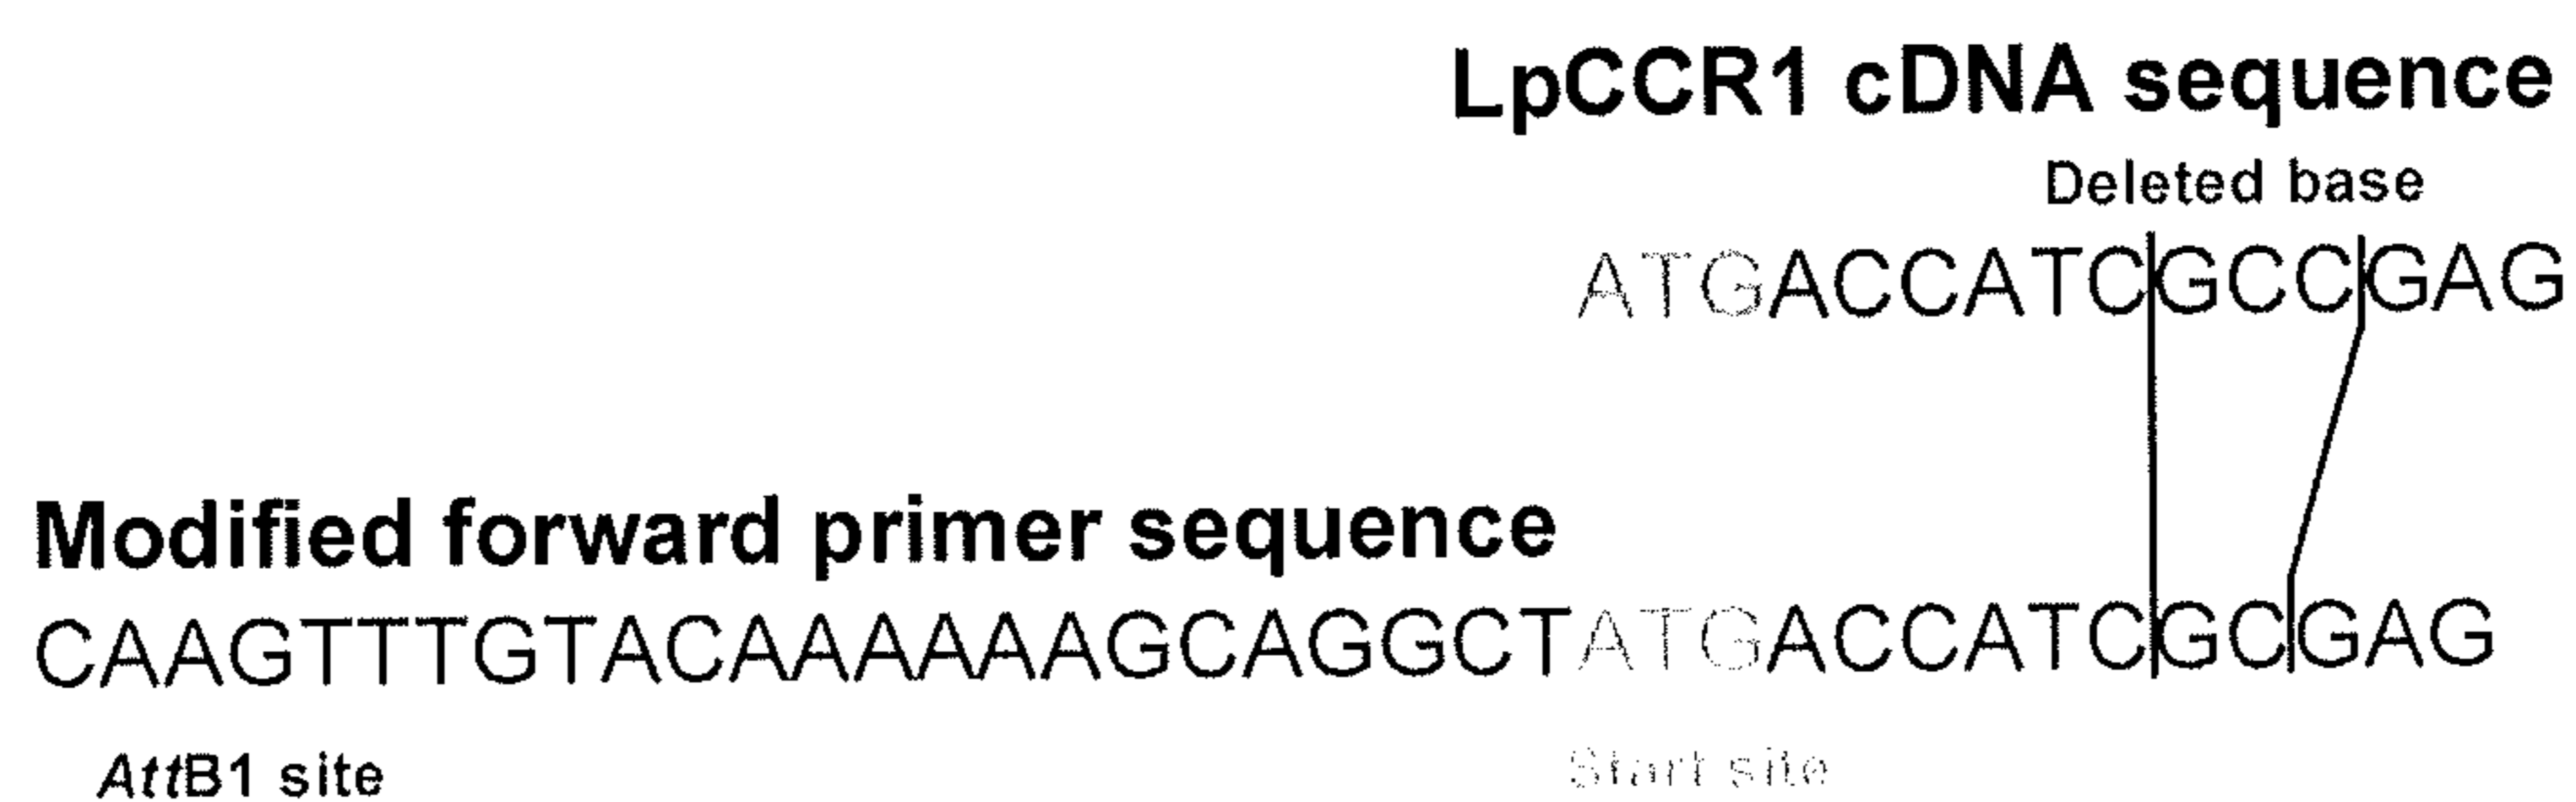 LpCCR1 cDNA sequence
Deleted base
ATGACCATCGCCGAG
Modified forward primer sequence
CAAGTTTGTACAAAAAAGCAGGCTATGACCATCGCGAG
AttB1 site
Start site